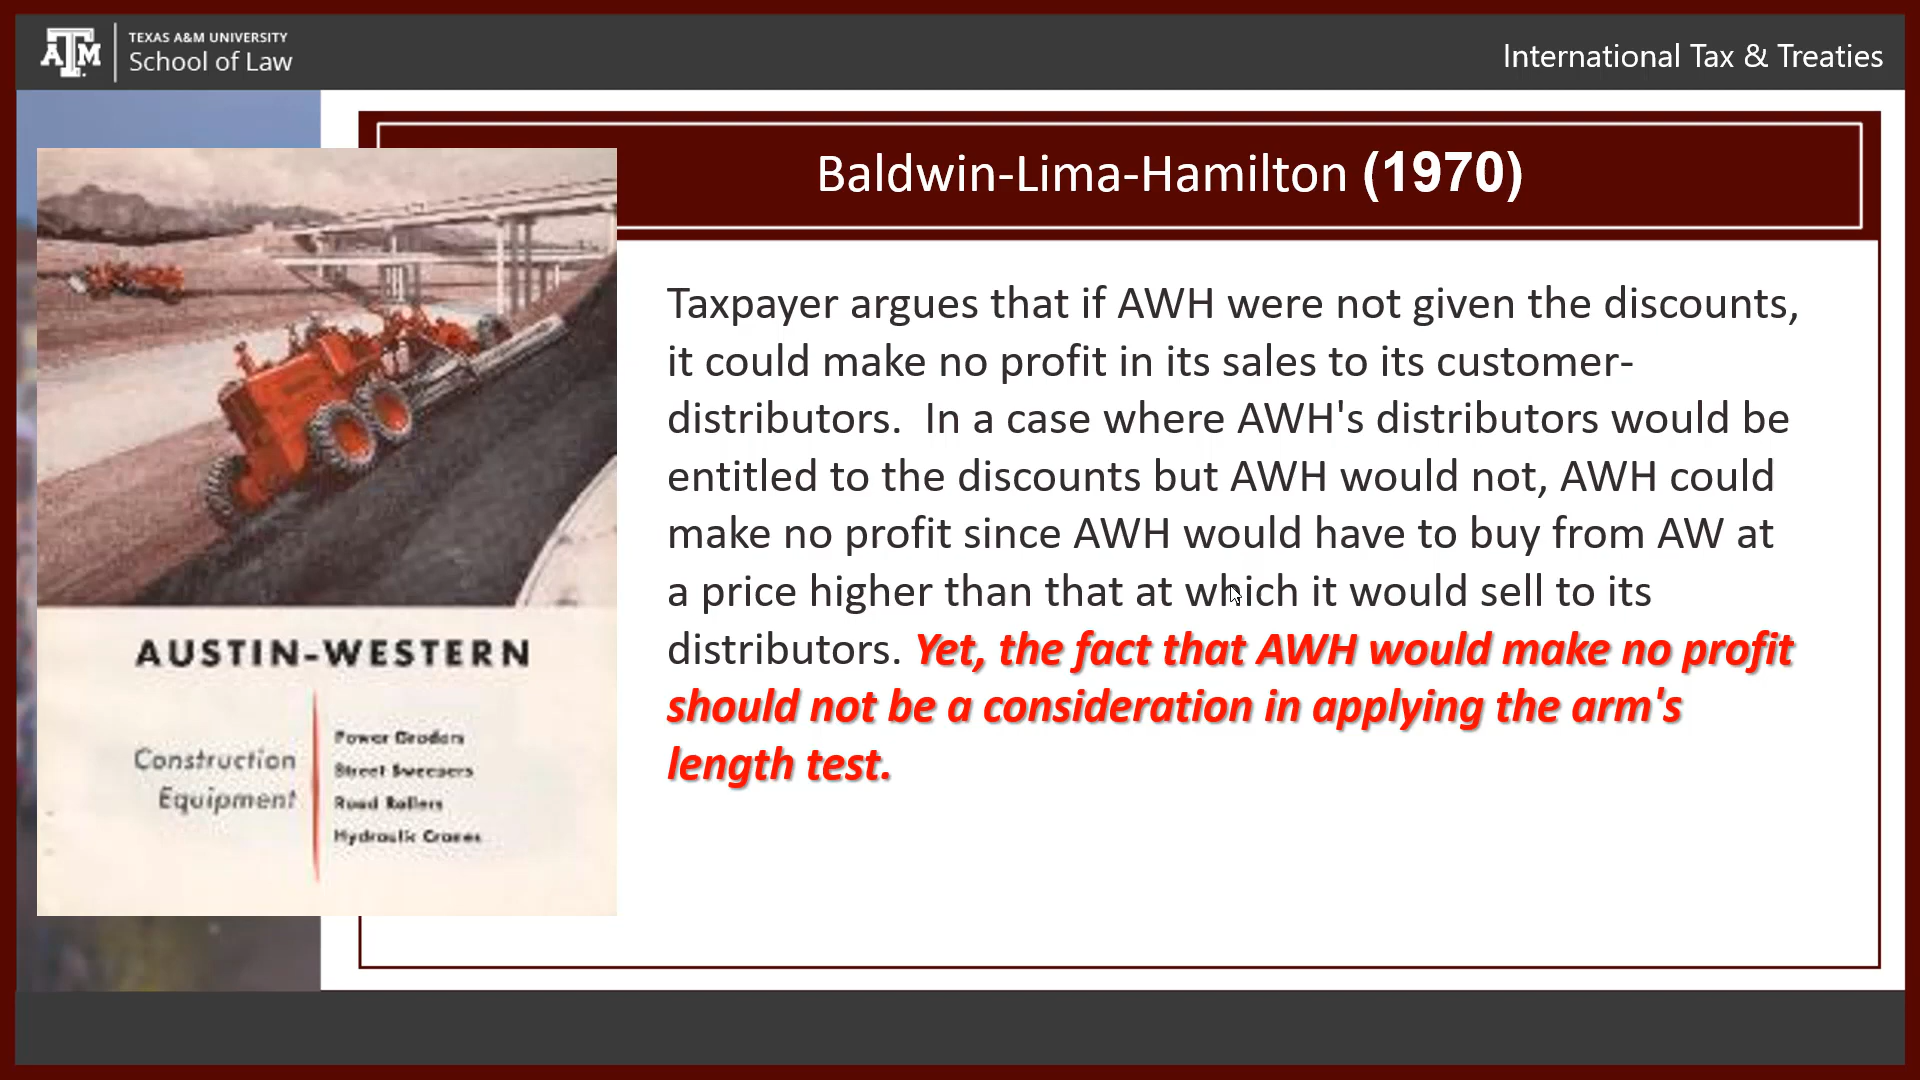 TEXAS A&M UNIVERSITY
School of Law
International Tax & Treaties
Baldwin-Lima-Hamilton (1970)
Taxpayer argues that if AWH were not given the discounts,
it could make no profit in its sales to its customer-
distributors.  In a case where AWH's distributors would be
entitled to the discounts but AWH would not, AWH could
make no profit since AWH would have to buy from AW at
a price higher than that at which it would sell to its
distributors. Yet, the fact that AWH would make no profit
should not be a consideration in applying the arm's
length test.
AUSTIN-WESTERN
Construction
Equipment
Power Graders
Street Sweepers
Road Rollers
Hydraulic Cranes
ATM